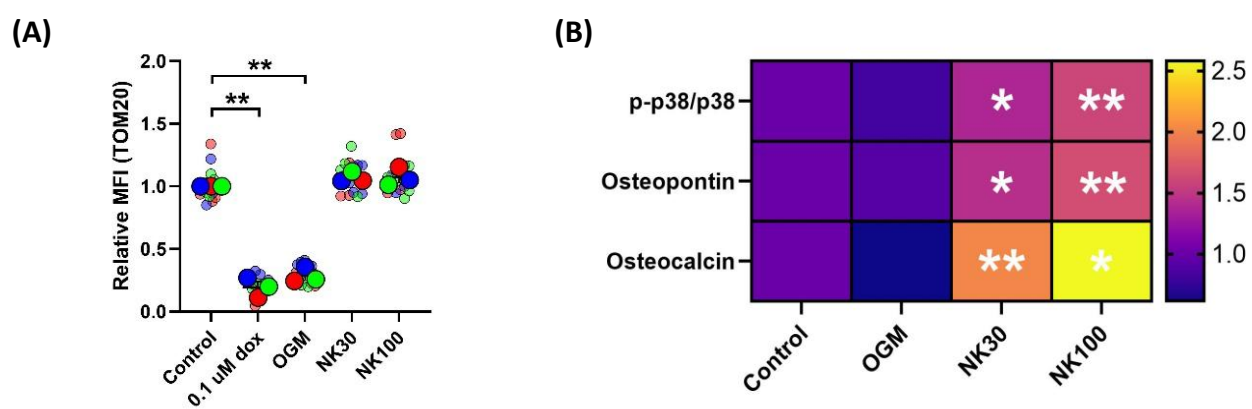 (A)
Relative MFI (TOM20)
2.0
1.5
1.0
0.5
0.0
**
**
Control
0.1 uM dox
OGM
NK30
NK100
(B)
p-p38/p38
Osteopontin
Osteocalcin
* **
* **
** *
Control
OGM
NK30
NK100
2.5
2.0
1.5
1.0